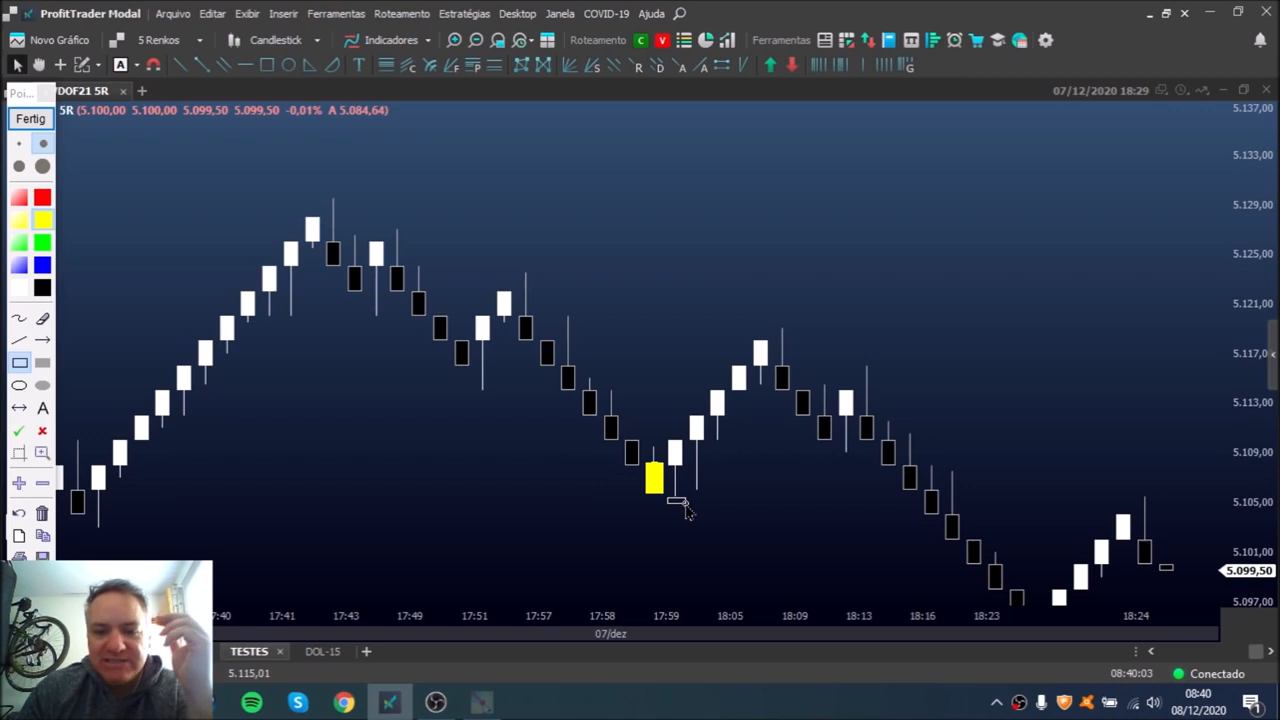 ProfitTrader Modal Arquivo Editar Exibir Inserir Ferramentas Roteamento Estratégias Desktop Janela COVID-19 Ajuda
Novo Gráfico 5 Renkos Candlestick Indicadores Roteamento C V Ferramentas
A T
Poi... DOF21 5R 07/12/2020 18:29
5R (5.100,00 5.100,00 5.099,50 5.099,50 -0,01% A 5.084,64)
Fertig
A
5.137,00
5.133,00
5.129,00
5.125,00
5.121,00
5.117,00
5.113,00
5.109,00
5.105,00
5.101,00
5.099,50
5.097,00
17:41 17:43 17:49 17:51 17:57 17:58 17:59 18:05 18:09 18:13 18:16 18:23 18:24
07/dez
TESTES DOL-15
5.115,01 08:40:03 Conectado
08:40
08/12/2020